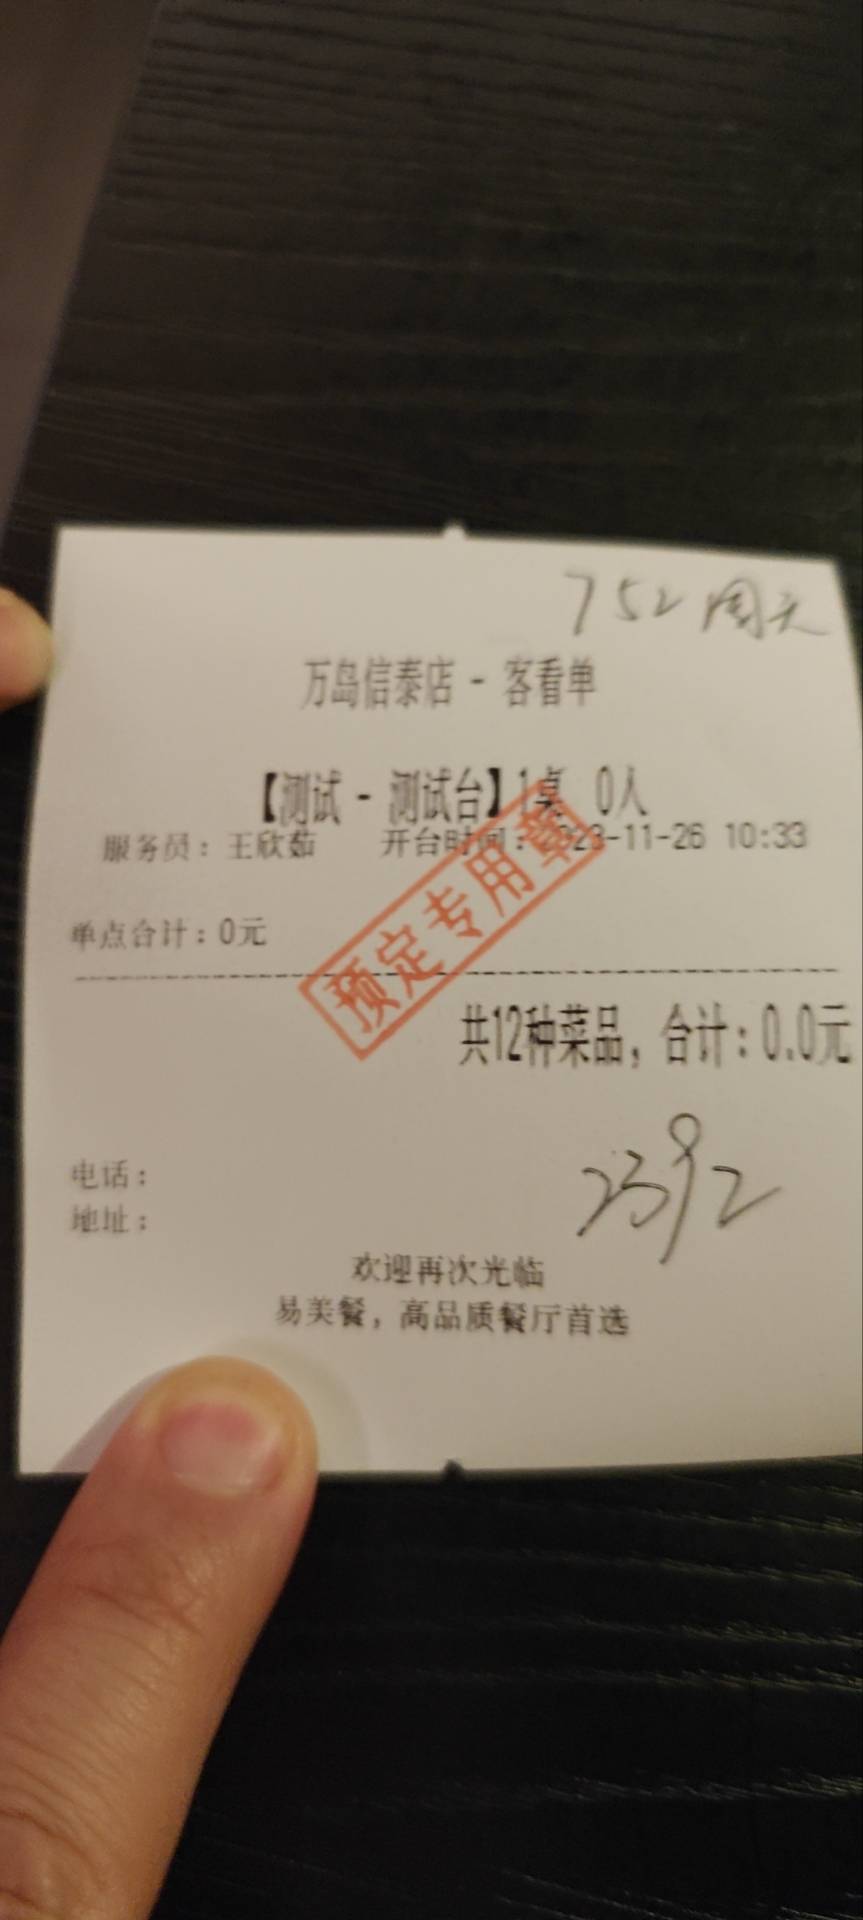 752 周天
万岛信泰店 - 客看单
【测试 - 测试台】1桌 0人
服务员：王欣茹 开台时间：2023-11-26 10:33
预定专用章
单点合计：0元
共12种菜品，合计：0.0元
2392
电话：
地址：
欢迎再次光临
易美餐，高品质餐厅首选